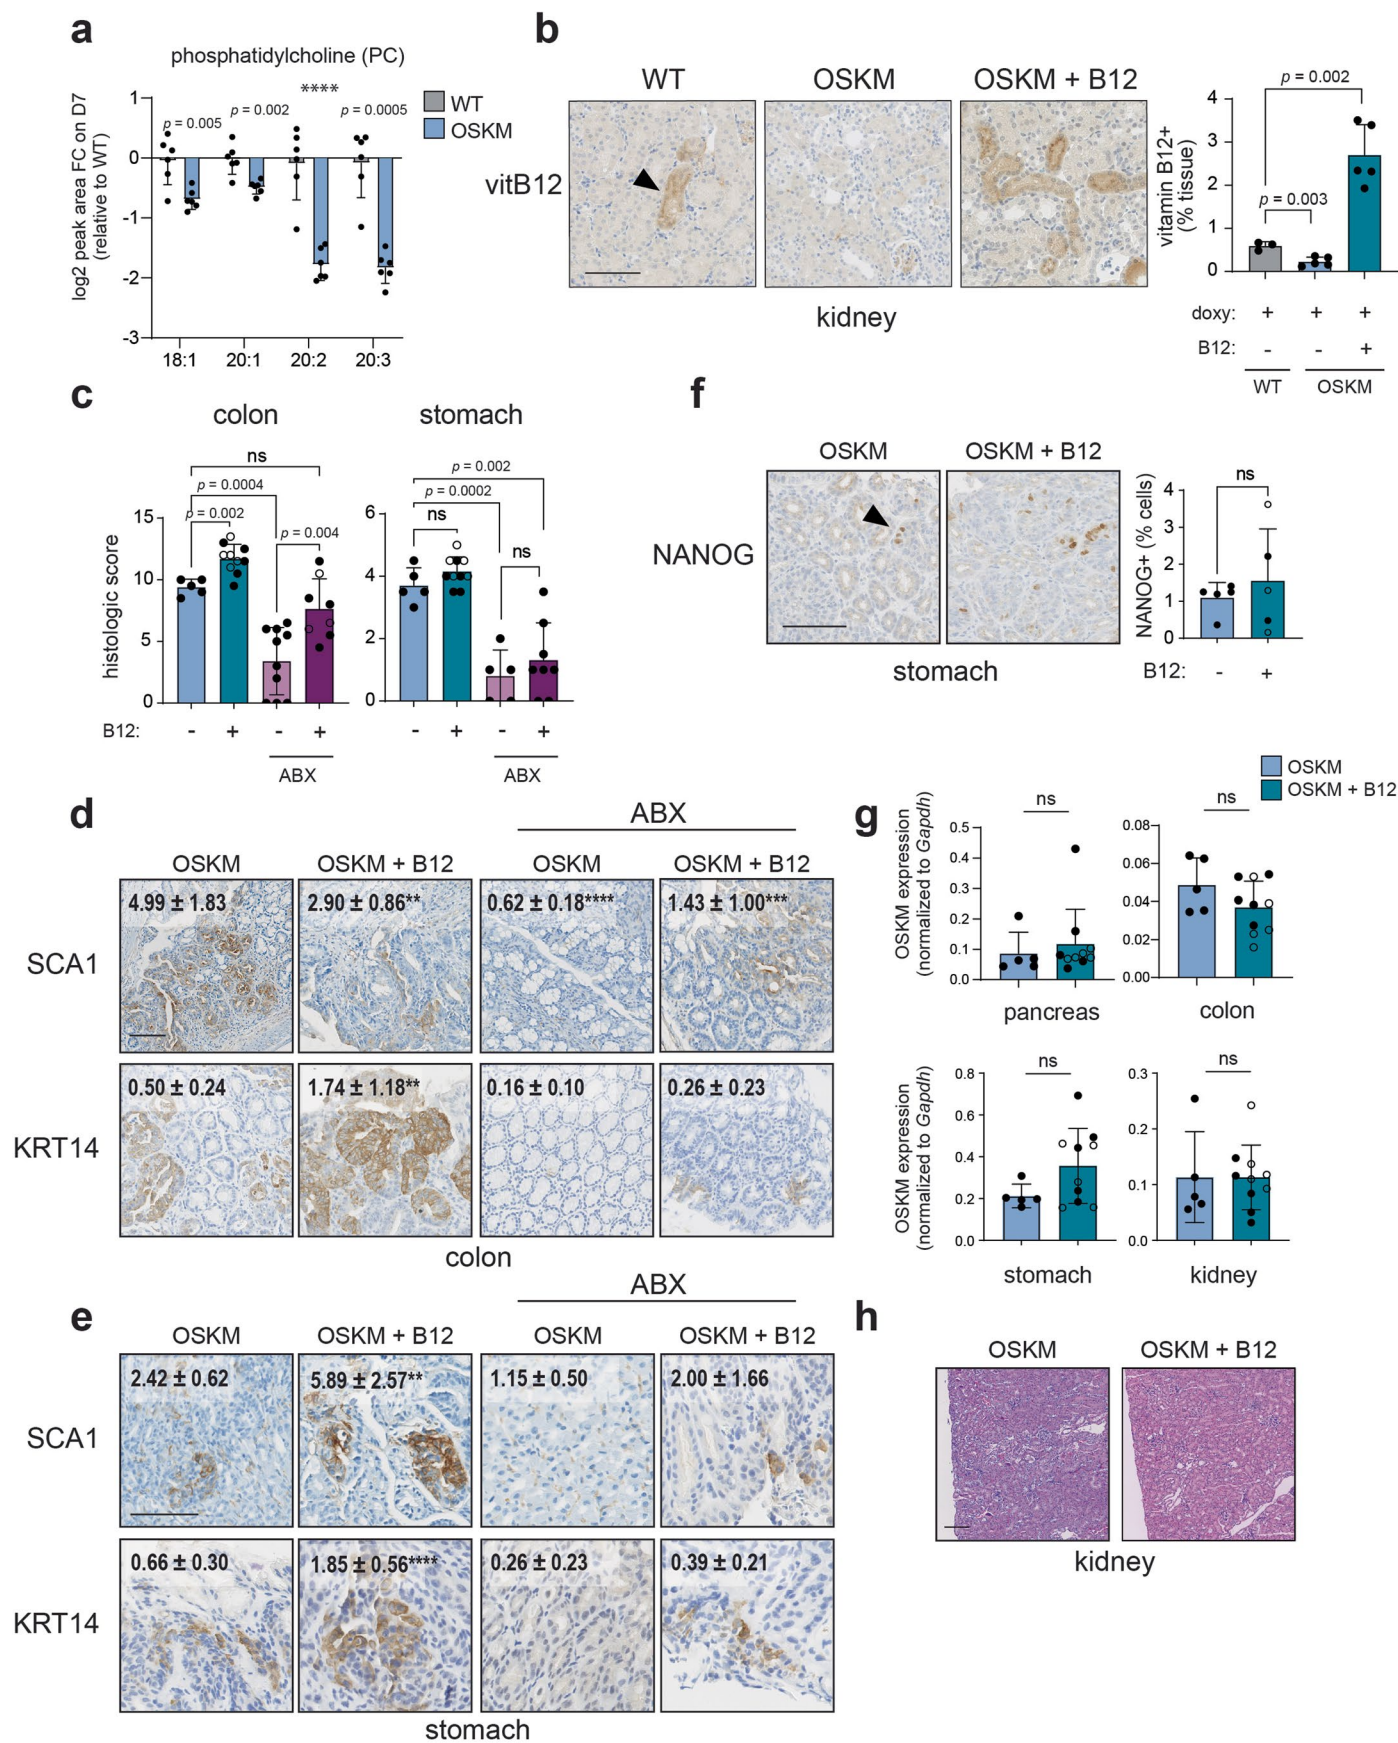 a
phosphatidylcholine (PC)
log2 peak area FC on D7
(relative to WT)
1
0
-1
-2
-3
p = 0.005
p = 0.002
****
p = 0.0005
WT
OSKM
18:1
20:1
20:2
20:3
b
WT
OSKM
OSKM + B12
vitB12
kidney
vitamin B12+
(% tissue)
4
3
2
1
0
p = 0.002
p = 0.003
doxy:
+
+
+
B12:
-
-
+
WT
OSKM
c
colon
stomach
histologic score
15
10
5
0
ns
p = 0.0004
p = 0.002
p = 0.004
6
4
2
0
p = 0.002
p = 0.0002
ns
ns
B12:
-
+
-
+
-
+
-
+
ABX
ABX
f
OSKM
OSKM + B12
NANOG
stomach
NANOG+ (% cells)
4
3
2
1
0
ns
B12:
-
+
d
ABX
OSKM
OSKM + B12
OSKM
OSKM + B12
SCA1
4.99 ± 1.83
2.90 ± 0.86**
0.62 ± 0.18****
1.43 ± 1.00***
KRT14
0.50 ± 0.24
1.74 ± 1.18**
0.16 ± 0.10
0.26 ± 0.23
colon
e
ABX
OSKM
OSKM + B12
OSKM
OSKM + B12
SCA1
2.42 ± 0.62
5.89 ± 2.57**
1.15 ± 0.50
2.00 ± 1.66
KRT14
0.66 ± 0.30
1.85 ± 0.56****
0.26 ± 0.23
0.39 ± 0.21
stomach
g
OSKM
OSKM + B12
OSKM expression
(normalized to Gapdh)
0.5
0.4
0.3
0.2
0.1
0.0
ns
pancreas
0.08
0.06
0.04
0.02
0.00
ns
colon
OSKM expression
(normalized to Gapdh)
0.8
0.6
0.4
0.2
0.0
ns
stomach
0.3
0.2
0.1
0.0
ns
kidney
h
OSKM
OSKM + B12
kidney